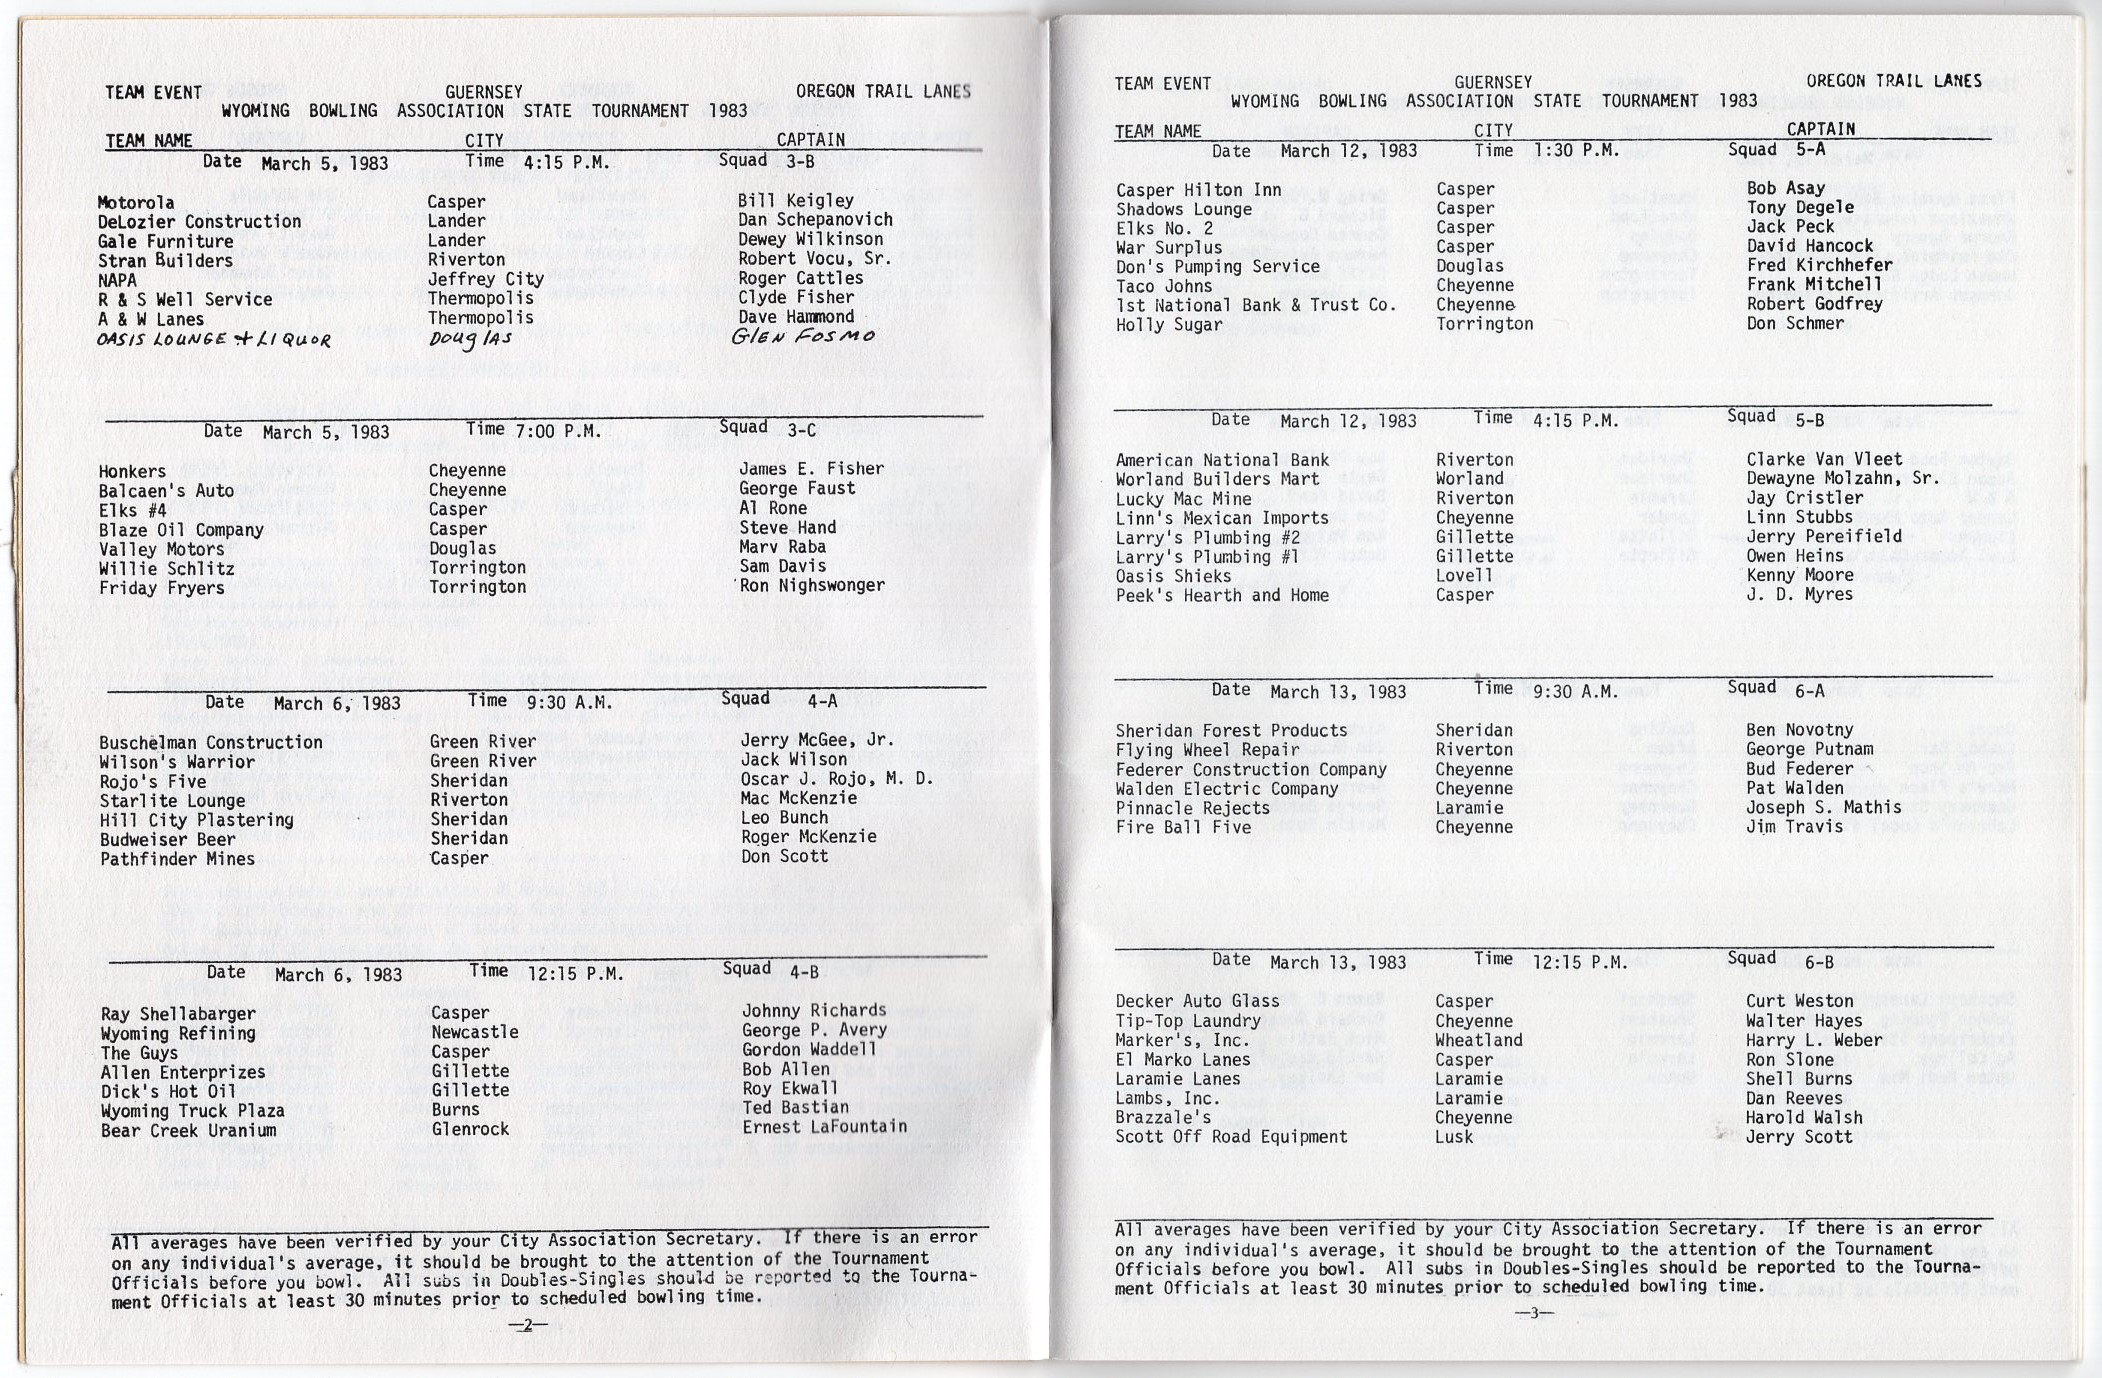 TEAM EVENT GUERNSEY OREGON TRAIL LANES
WYOMING BOWLING ASSOCIATION STATE TOURNAMENT 1983
TEAM NAME CITY CAPTAIN
Date March 5, 1983 Time 4:15 P.M. Squad 3-B
Motorola Casper Bill Keigley
DeLozier Construction Lander Dan Schepanovich
Gale Furniture Lander Dewey Wilkinson
Stran Builders Riverton Robert Vocu, Sr.
NAPA Jeffrey City Roger Cattles
R & S Well Service Thermopolis Clyde Fisher
A & W Lanes Thermopolis Dave Hammond
OASIS LOUNGE + LIQUOR DOUglAS GlEN FOSMO
Date March 5, 1983 Time 7:00 P.M. Squad 3-C
Honkers Cheyenne James E. Fisher
Balcaen's Auto Cheyenne George Faust
Elks #4 Casper Al Rone
Blaze Oil Company Casper Steve Hand
Valley Motors Douglas Marv Raba
Willie Schlitz Torrington Sam Davis
Friday Fryers Torrington Ron Nighswonger
Date March 6, 1983 Time 9:30 A.M. Squad 4-A
Buschelman Construction Green River Jerry McGee, Jr.
Wilson's Warrior Green River Jack Wilson
Rojo's Five Sheridan Oscar J. Rojo, M. D.
Starlite Lounge Riverton Mac McKenzie
Hill City Plastering Sheridan Leo Bunch
Budweiser Beer Sheridan Roger McKenzie
Pathfinder Mines Casper Don Scott
Date March 6, 1983 Time 12:15 P.M. Squad 4-B
Ray Shellabarger Casper Johnny Richards
Wyoming Refining Newcastle George P. Avery
The Guys Casper Gordon Waddell
Allen Enterprizes Gillette Bob Allen
Dick's Hot Oil Gillette Roy Ekwall
Wyoming Truck Plaza Burns Ted Bastian
Bear Creek Uranium Glenrock Ernest LaFountain
All averages have been verified by your City Association Secretary. If there is an error
on any individual's average, it should be brought to the attention of the Tournament
Officials before you bowl. All subs in Doubles-Singles should be reported to the Tourna-
ment Officials at least 30 minutes prior to scheduled bowling time.
—2—
TEAM EVENT GUERNSEY OREGON TRAIL LANES
WYOMING BOWLING ASSOCIATION STATE TOURNAMENT 1983
TEAM NAME CITY CAPTAIN
Date March 12, 1983 Time 1:30 P.M. Squad 5-A
Casper Hilton Inn Casper Bob Asay
Shadows Lounge Casper Tony Degele
Elks No. 2 Casper Jack Peck
War Surplus Casper David Hancock
Don's Pumping Service Douglas Fred Kirchhefer
Taco Johns Cheyenne Frank Mitchell
1st National Bank & Trust Co. Cheyenne Robert Godfrey
Holly Sugar Torrington Don Schmer
Date March 12, 1983 Time 4:15 P.M. Squad 5-B
American National Bank Riverton Clarke Van Vleet
Worland Builders Mart Worland Dewayne Molzahn, Sr.
Lucky Mac Mine Riverton Jay Cristler
Linn's Mexican Imports Cheyenne Linn Stubbs
Larry's Plumbing #2 Gillette Jerry Pereifield
Larry's Plumbing #1 Gillette Owen Heins
Oasis Shieks Lovell Kenny Moore
Peek's Hearth and Home Casper J. D. Myres
Date March 13, 1983 Time 9:30 A.M. Squad 6-A
Sheridan Forest Products Sheridan Ben Novotny
Flying Wheel Repair Riverton George Putnam
Federer Construction Company Cheyenne Bud Federer
Walden Electric Company Cheyenne Pat Walden
Pinnacle Rejects Laramie Joseph S. Mathis
Fire Ball Five Cheyenne Jim Travis
Date March 13, 1983 Time 12:15 P.M. Squad 6-B
Decker Auto Glass Casper Curt Weston
Tip-Top Laundry Cheyenne Walter Hayes
Marker's, Inc. Wheatland Harry L. Weber
El Marko Lanes Casper Ron Slone
Laramie Lanes Laramie Shell Burns
Lambs, Inc. Laramie Dan Reeves
Brazzale's Cheyenne Harold Walsh
Scott Off Road Equipment Lusk Jerry Scott
All averages have been verified by your City Association Secretary. If there is an error
on any individual's average, it should be brought to the attention of the Tournament
Officials before you bowl. All subs in Doubles-Singles should be reported to the Tourna-
ment Officials at least 30 minutes prior to scheduled bowling time.
—3—